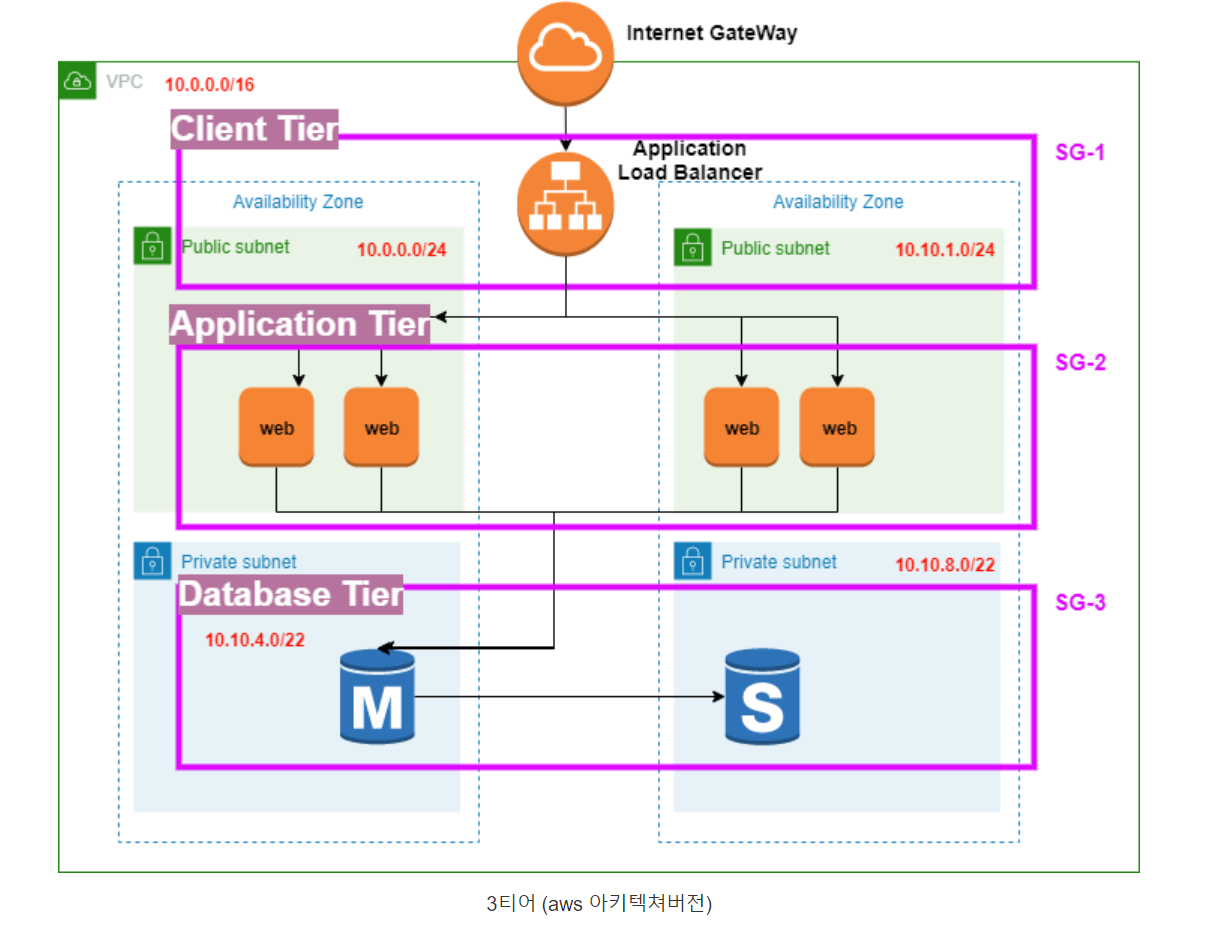 Internet GateWay
VPC 10.0.0.0/16
Client Tier
Application
Load Balancer
SG-1
Availability Zone
Availability Zone
Public subnet 10.0.0.0/24
Public subnet 10.10.1.0/24
Application Tier
SG-2
web web web web
Private subnet
Private subnet 10.10.8.0/22
Database Tier
SG-3
10.10.4.0/22
M S
3티어 (aws 아키텍쳐버전)